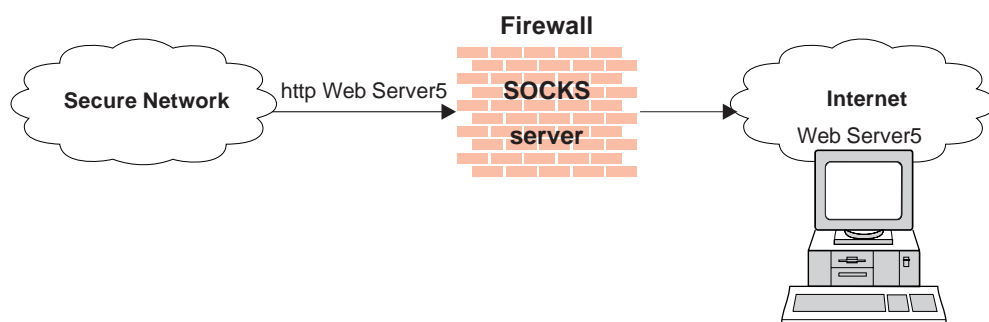 Firewall
Secure Network
http Web Server5
SOCKS
server
Internet
Web Server5